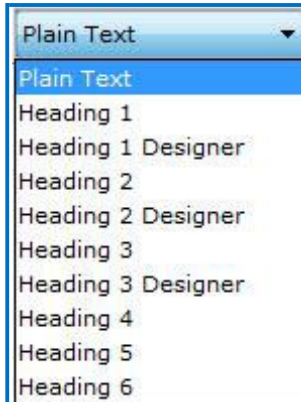 Plain Text
Plain Text
Heading 1
Heading 1 Designer
Heading 2
Heading 2 Designer
Heading 3
Heading 3 Designer
Heading 4
Heading 5
Heading 6